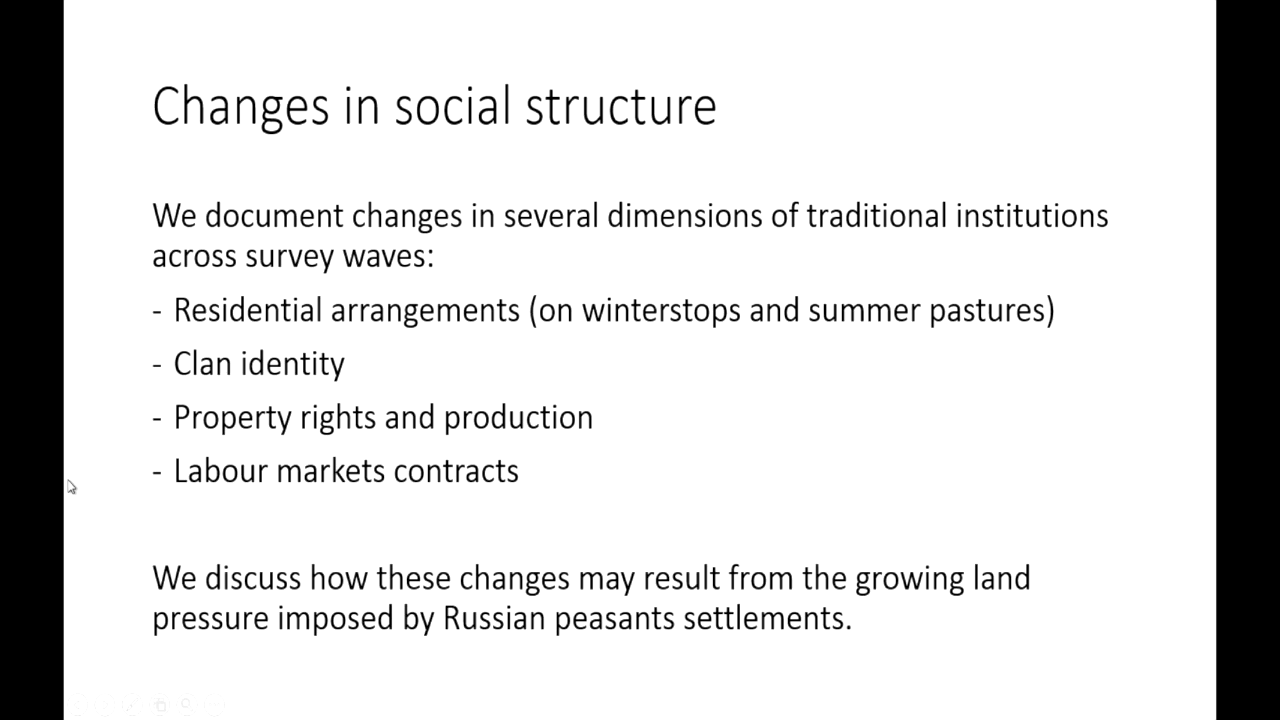 Changes in social structure
We document changes in several dimensions of traditional institutions
across survey waves:
- Residential arrangements (on winterstops and summer pastures)
- Clan identity
- Property rights and production
- Labour markets contracts
We discuss how these changes may result from the growing land
pressure imposed by Russian peasants settlements.